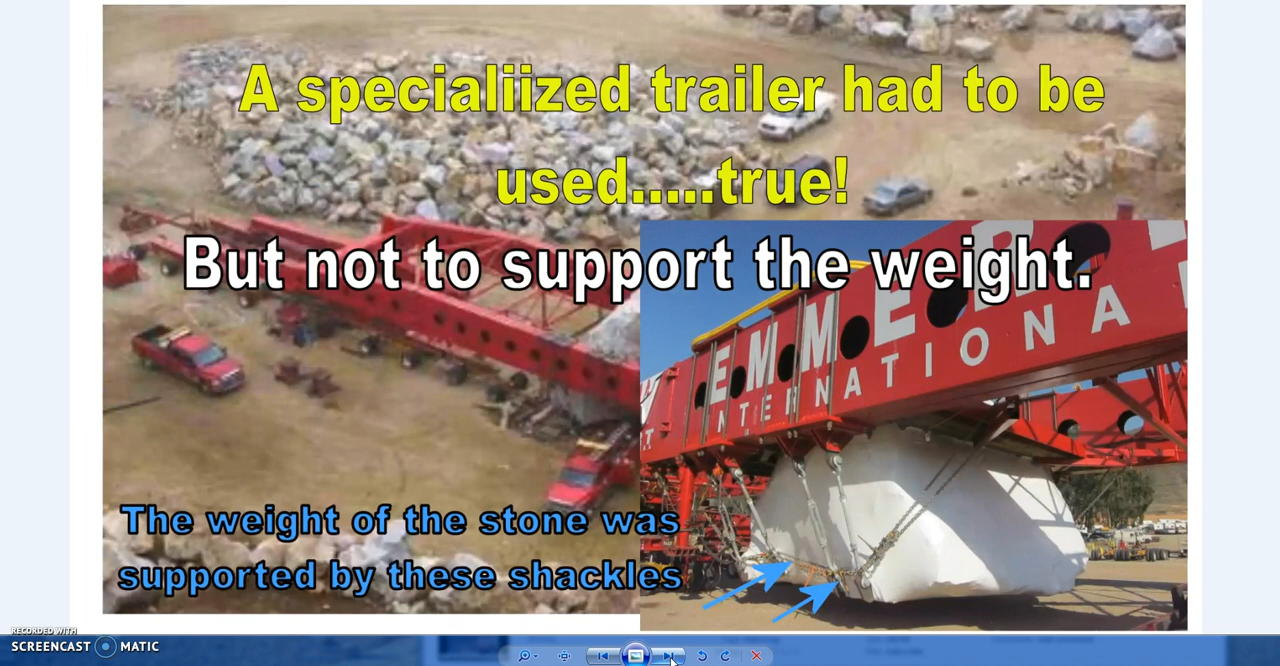 A specialiized trailer had to be
used.....true!
But not to support the weight.
EMMER
INTERNATIONA
The weight of the stone was
supported by these shackles
RECORDED WITH
SCREENCAST MATIC